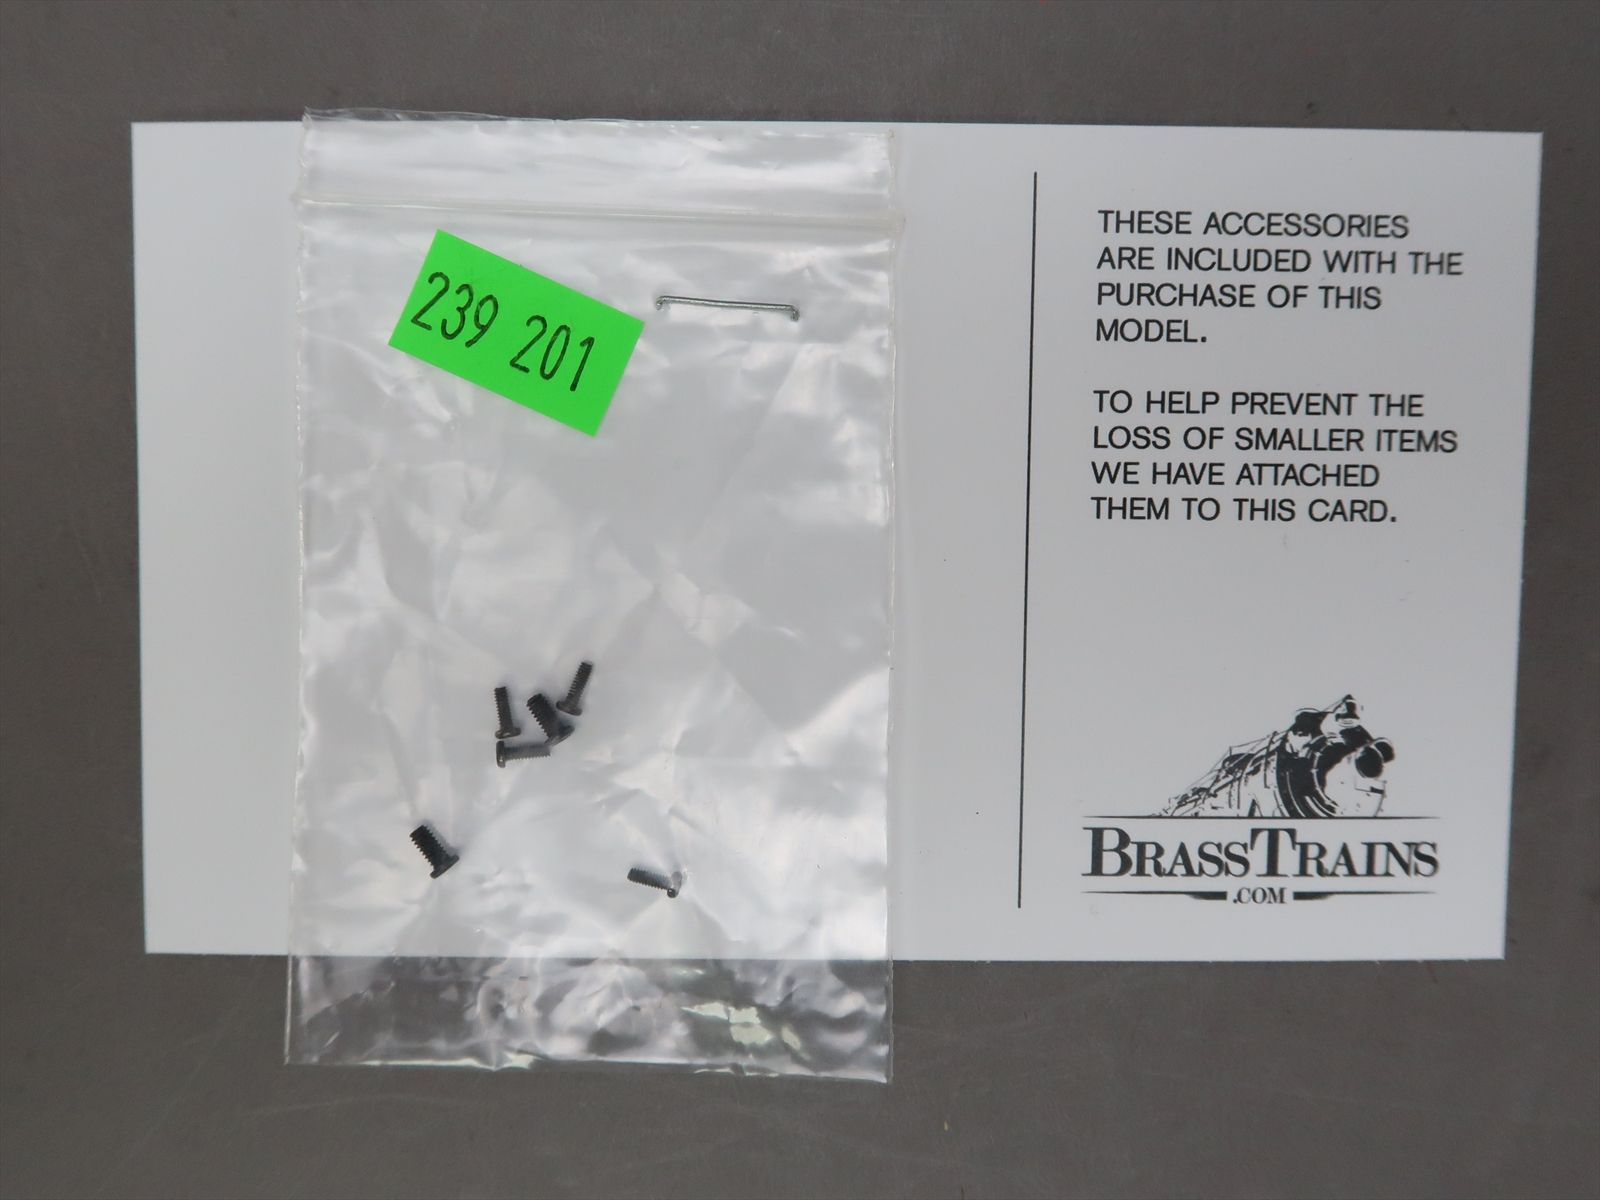 239 201
THESE ACCESSORIES
ARE INCLUDED WITH THE
PURCHASE OF THIS
MODEL.
TO HELP PREVENT THE
LOSS OF SMALLER ITEMS
WE HAVE ATTACHED
THEM TO THIS CARD.
BRASSTRAINS
.COM